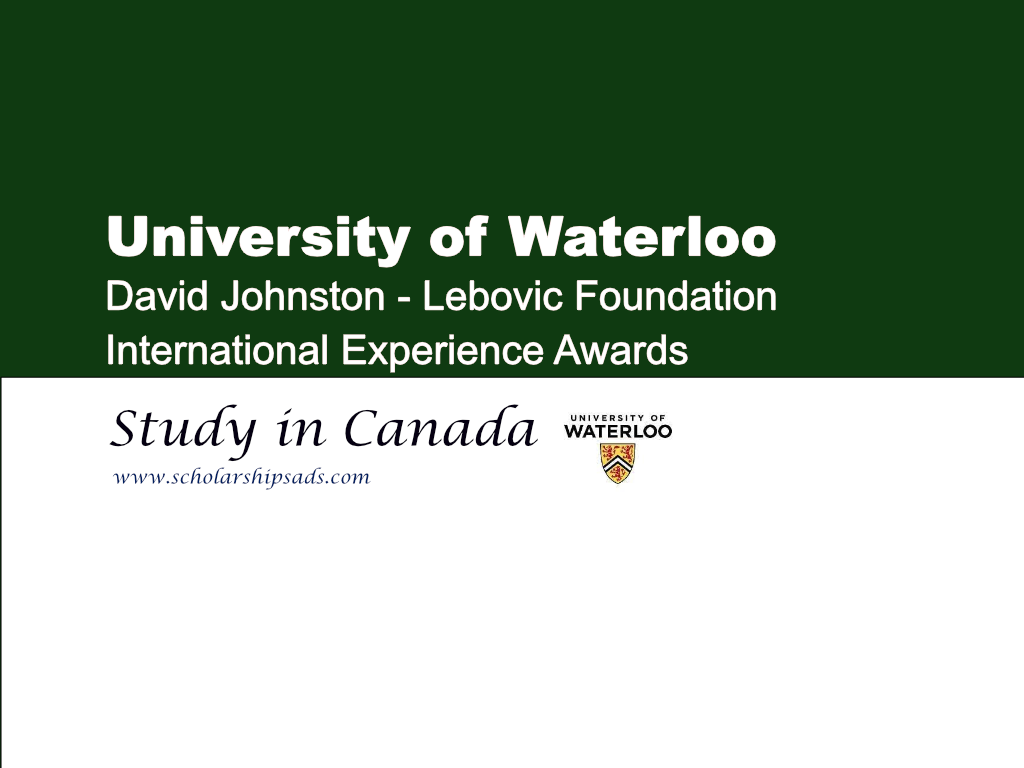 University of Waterloo
David Johnston - Lebovic Foundation
International Experience Awards
Study in Canada
UNIVERSITY OF
WATERLOO
www.scholarshipsads.com